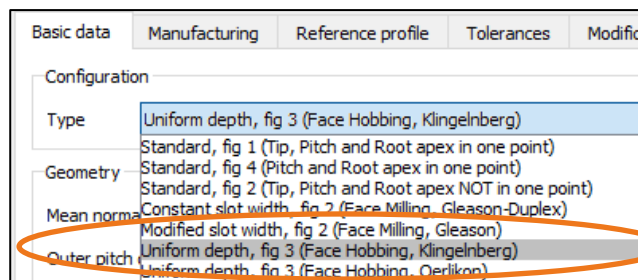 Basic data Manufacturing Reference profile Tolerances Modific
Configuration
Type Uniform depth, fig 3 (Face Hobbing, Klingelnberg)
Standard, fig 1 (Tip, Pitch and Root apex in one point)
Standard, fig 4 (Pitch and Root apex in one point)
Geometry
Standard, fig 2 (Tip, Pitch and Root apex NOT in one point)
Mean norma Constant slot width, fig 2 (Face Milling, Gleason-Duplex)
Modified slot width, fig 2 (Face Milling, Gleason)
Outer pitch Uniform depth, fig 3 (Face Hobbing, Klingelnberg)
Uniform depth, fig 3 (Face Hobbing, Oerlikon)